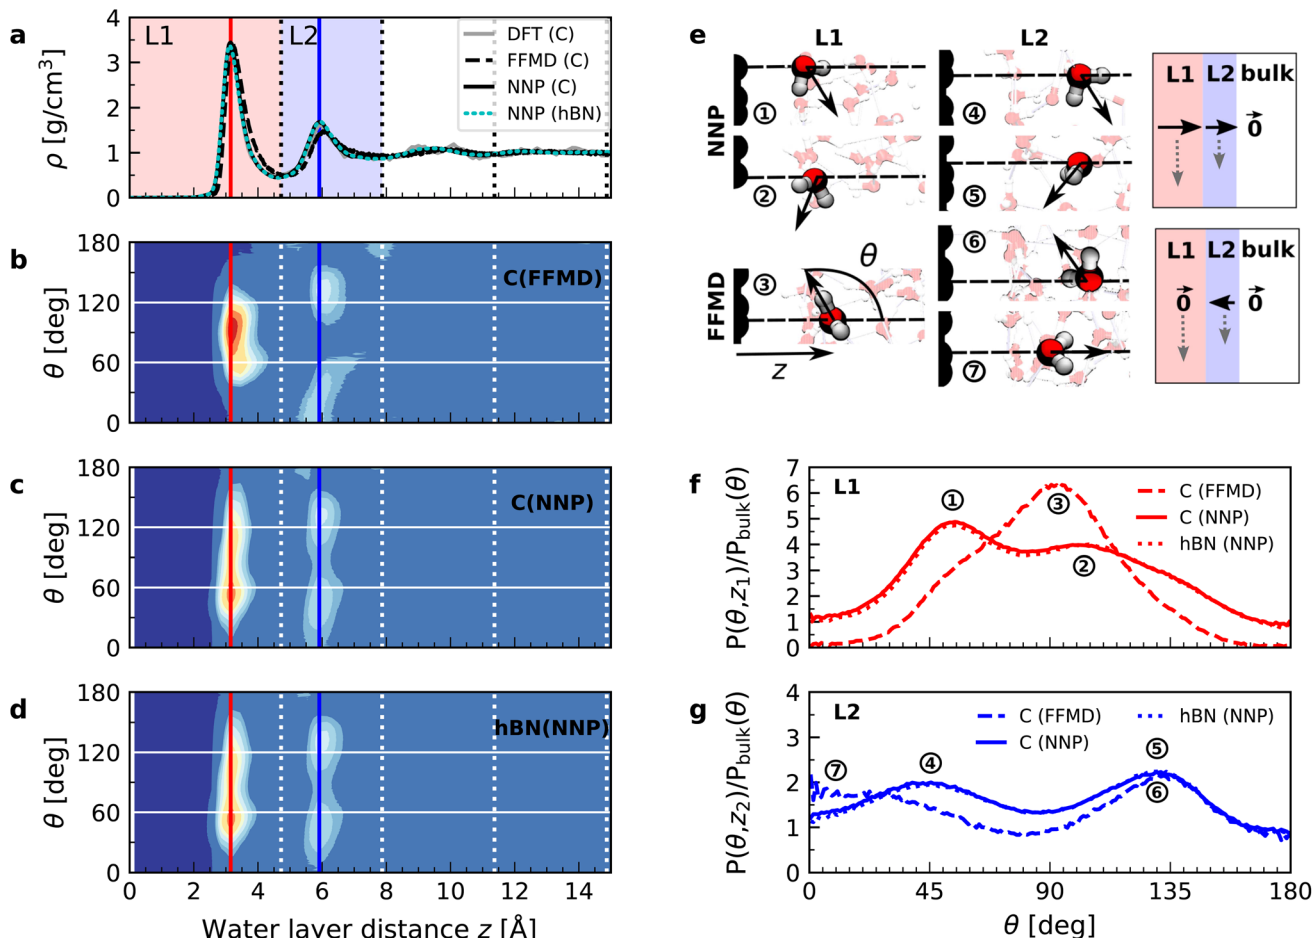 a
L1
L2
DFT (C)
FFMD (C)
NNP (C)
NNP (hBN)
ρ [g/cm³]
4
3
2
1
0
b
C(FFMD)
θ [deg]
180
120
60
0
c
C(NNP)
θ [deg]
180
120
60
0
d
hBN(NNP)
θ [deg]
180
120
60
0
0 2 4 6 8 10 12 14
Water layer distance z [Å]
e
L1
L2
NNP
①
②
④
⑤
FFMD
③
θ
z
⑥
⑦
L1 L2 bulk
0⃗
L1 L2 bulk
0⃗ 0⃗
f
L1
C (FFMD)
C (NNP)
hBN (NNP)
①
②
③
P(θ,z₁)/P_bulk(θ)
7
6
5
4
3
2
1
0
g
L2
C (FFMD)
C (NNP)
hBN (NNP)
⑦
④
⑤
⑥
P(θ,z₂)/P_bulk(θ)
4
3
2
1
0
0 45 90 135 180
θ [deg]